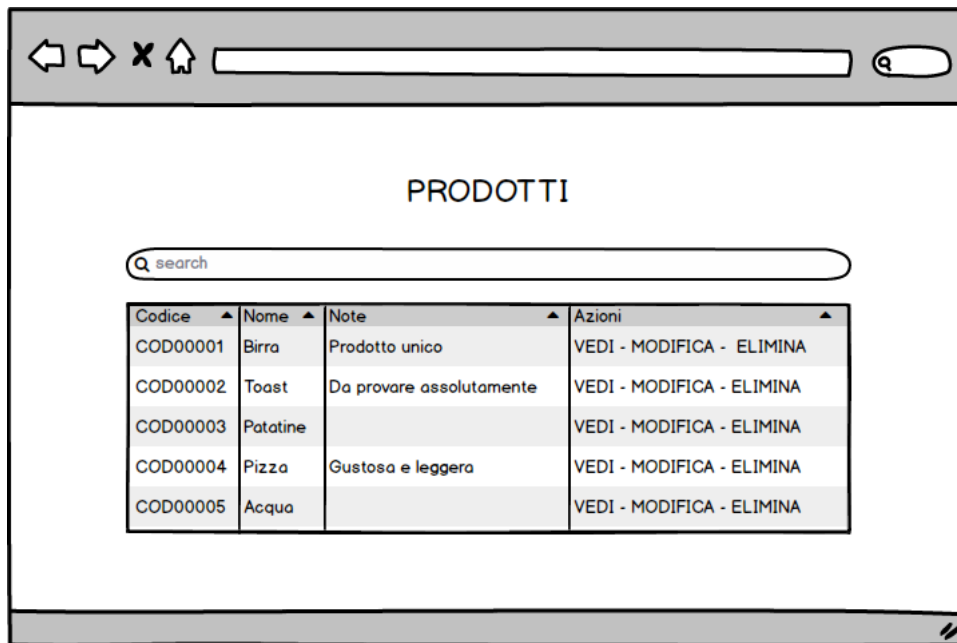 PRODOTTI
search
Codice Nome Note Azioni
COD00001 Birra Prodotto unico VEDI - MODIFICA - ELIMINA
COD00002 Toast Da provare assolutamente VEDI - MODIFICA - ELIMINA
COD00003 Patatine VEDI - MODIFICA - ELIMINA
COD00004 Pizza Gustosa e leggera VEDI - MODIFICA - ELIMINA
COD00005 Acqua VEDI - MODIFICA - ELIMINA